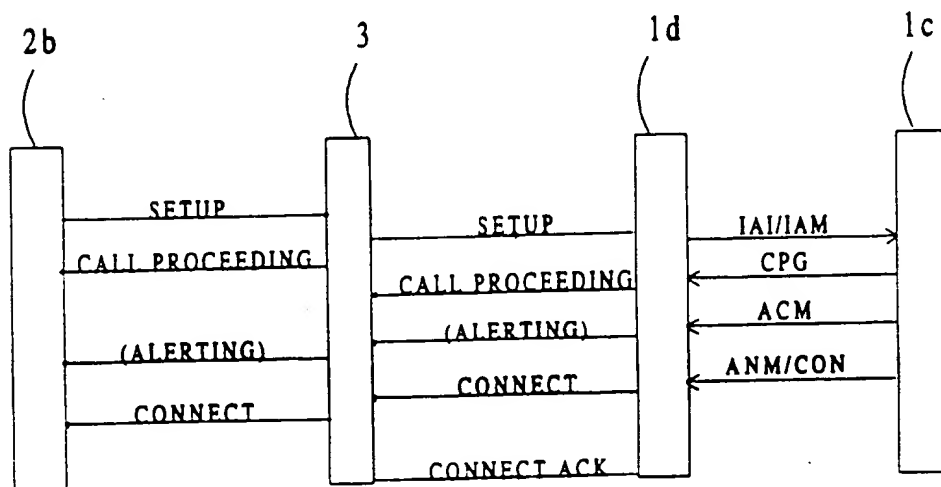 2b
3
1d
1c
SETUP
SETUP
IAI/IAM
CALL PROCEEDING
CPG
CALL PROCEEDING
ACM
(ALERTING)
(ALERTING)
ANM/CON
CONNECT
CONNECT
CONNECT ACK